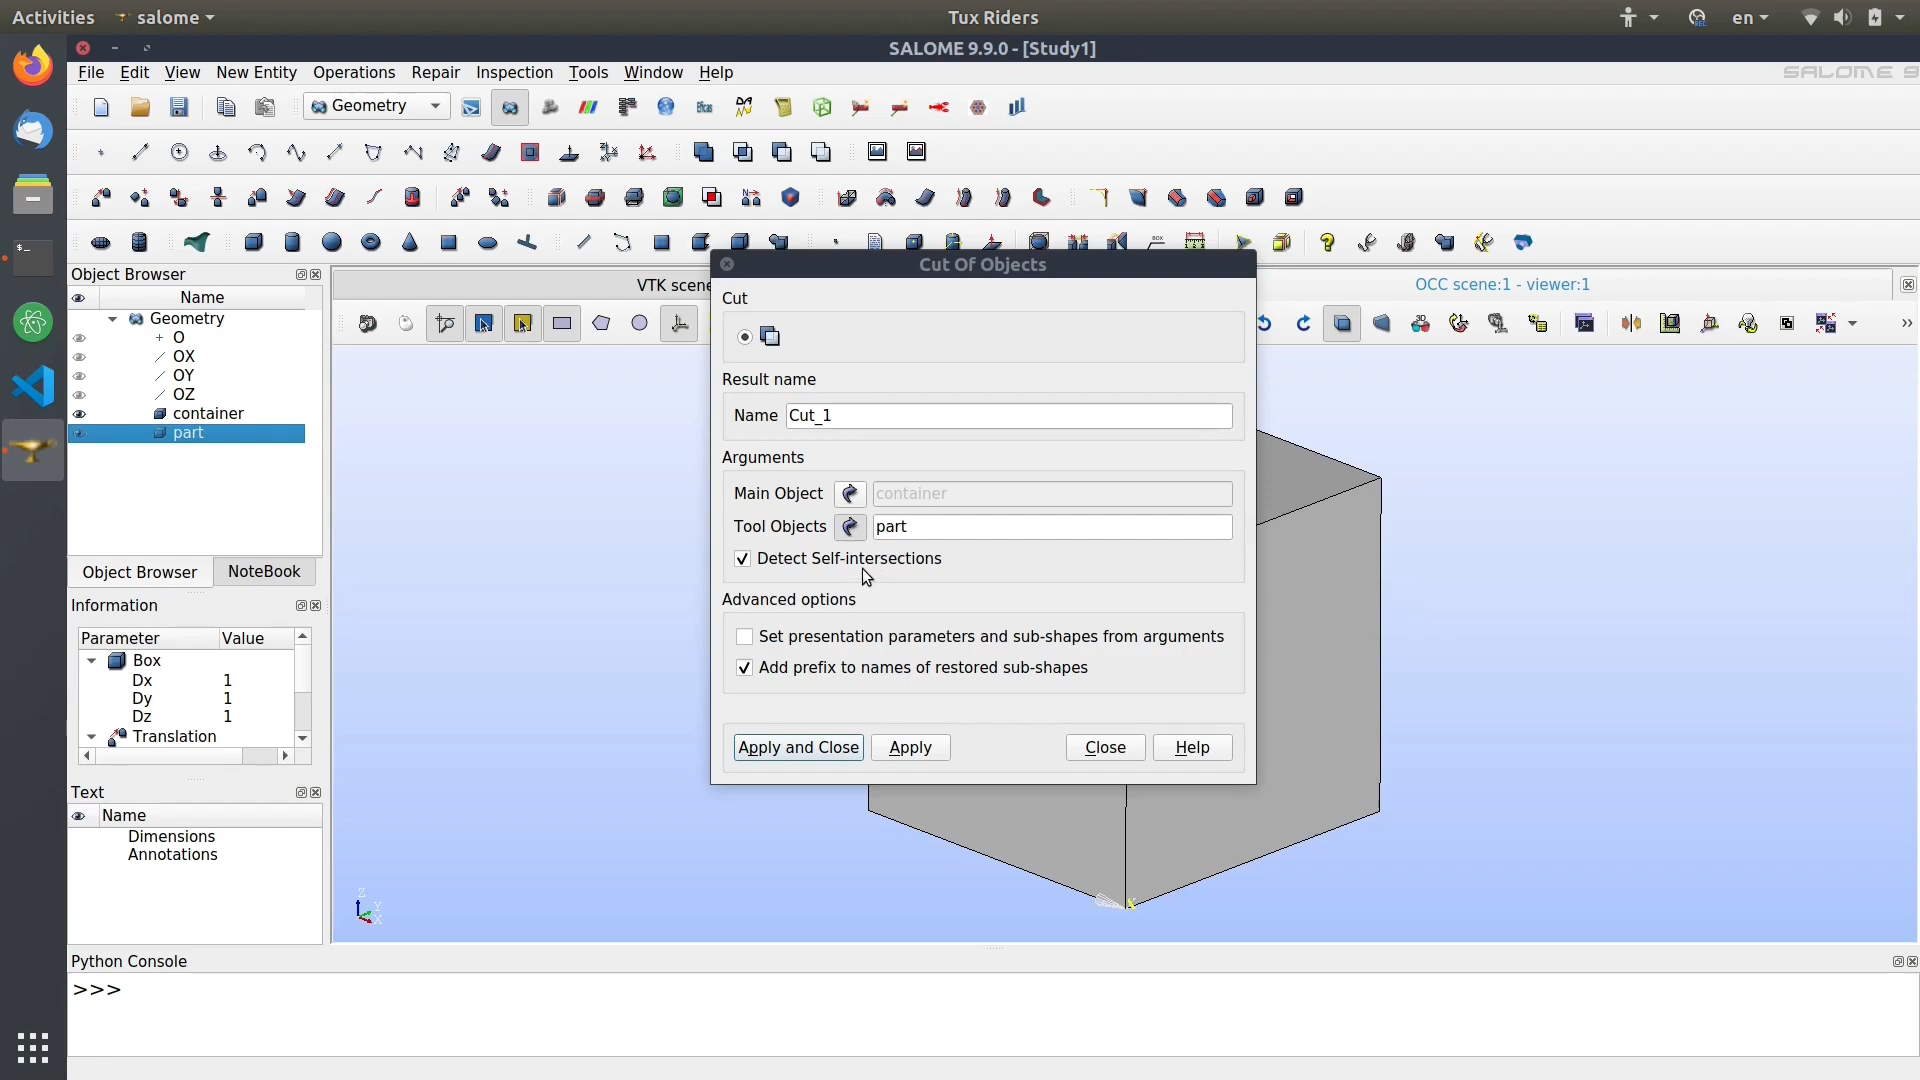 Activities salome Tux Riders en
SALOME 9.9.0 - [Study1]
File Edit View New Entity Operations Repair Inspection Tools Window Help SALOME 9
Geometry
Object Browser
Name
Geometry
O
OX
OY
OZ
container
part
Object Browser NoteBook
Information
Parameter Value
Box
Dx 1
Dy 1
Dz 1
Translation
Text
Name
Dimensions
Annotations
VTK scene
OCC scene:1 - viewer:1
Cut Of Objects
Cut
Result name
Name Cut_1
Arguments
Main Object container
Tool Objects part
Detect Self-intersections
Advanced options
Set presentation parameters and sub-shapes from arguments
Add prefix to names of restored sub-shapes
Apply and Close Apply Close Help
Z
Y
X
X
Python Console
>>>